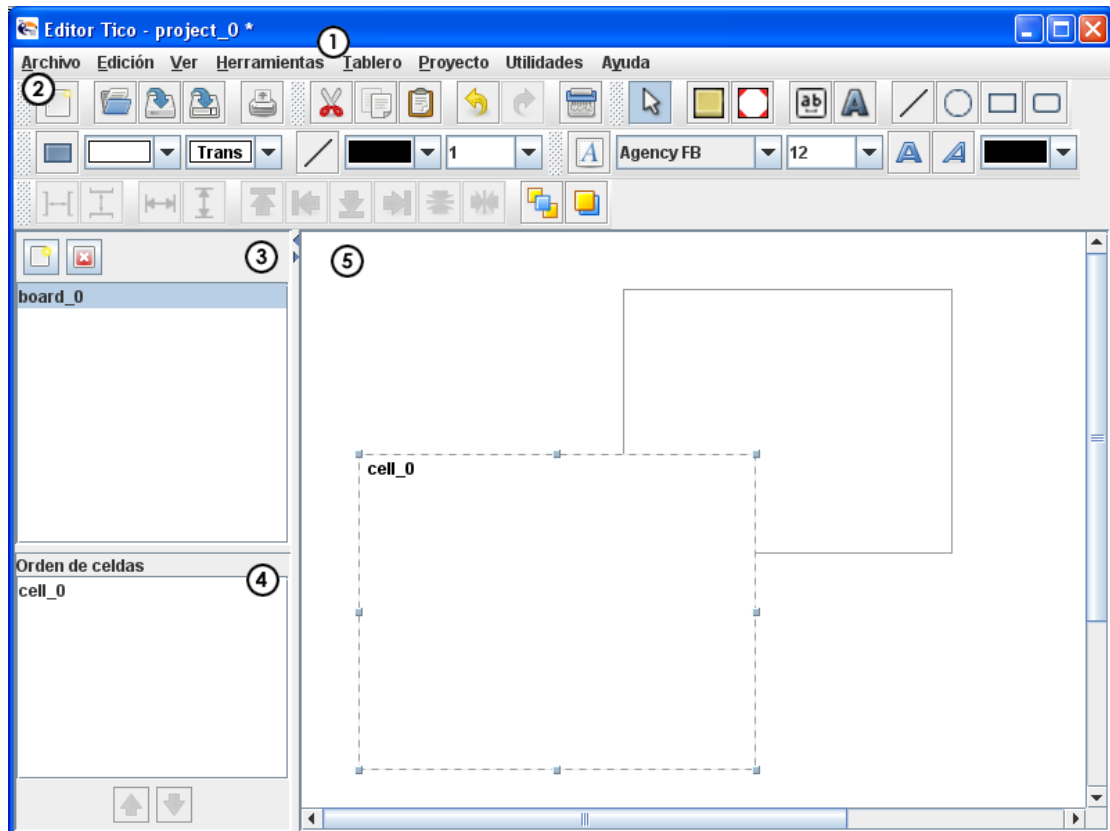 Editor Tico - project_0 *
1
Archivo Edición Ver Herramientas Tablero Proyecto Utilidades Ayuda
2
ab A
Trans 1 A Agency FB 12 A A
3
5
board_0
cell_0
Orden de celdas
4
cell_0